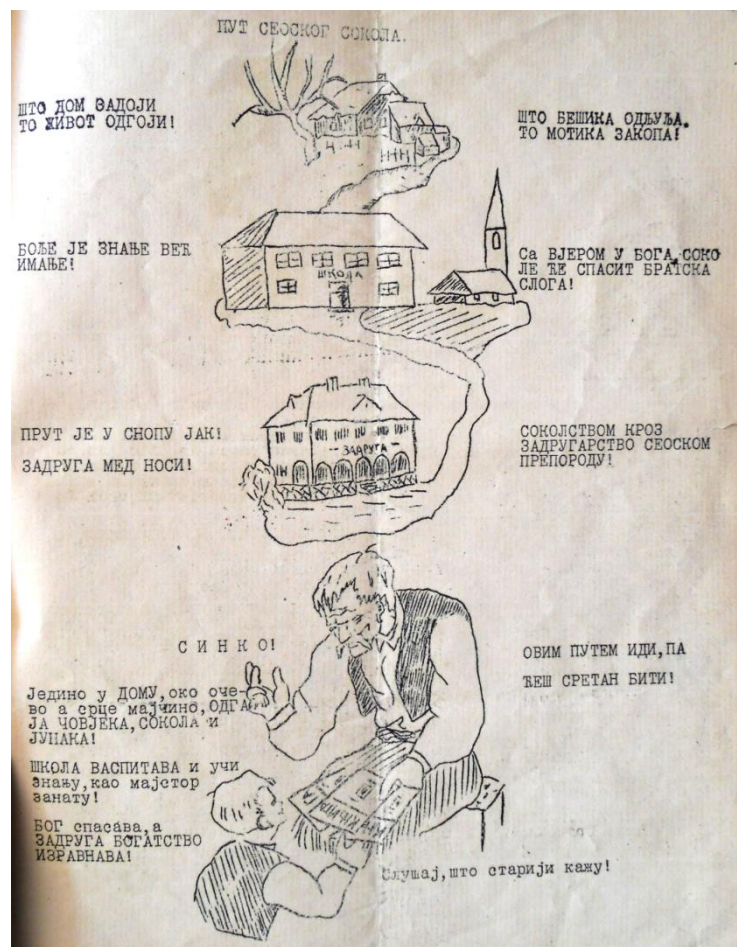 ПУТ СЕОСКОГ СОКОЛА.
ШТО ДОМ ЗАДОЈИ
ТО ЖИВОТ ОДГОЈИ!
ШТО БЕШИКА ОДЉУЉА.
ТО МОТИКА ЗАКОПА!
БОЉЕ ЈЕ ЗНАЊЕ ВЕЋ
ИМАЊЕ!
ШКОЛА
Са ВЈЕРОМ У БОГА,СОКО
ЛЕ ЋЕ СПАСИТ БРАТСКА
СЛОГА!
ПРУТ ЈЕ У СНОПУ ЈАК!
ЗАДРУГА МЕД НОСИ!
ЗАДРУГА
СОКОЛСТВОМ КРОЗ
ЗАДРУГАРСТВО СЕОСКОМ
ПРЕПОРОДУ!
СИНКО!
Једино у ДОМУ,око оче-
во а срце мајчино,ОДГА
ЈА ЧОВЈЕКА,СОКОЛА и
ЈУНАКА!
ШКОЛА ВАСПИТАВА и учи
знању,као мајстор
занату!
БОГ спасава,а
ЗАДРУГА БОГАТСТВО
ИЗРАВНАВА!
ОВИМ ПУТЕМ ИДИ,ПА
ЋЕШ СРЕТАН БИТИ!
Слушај,што старији кажу!